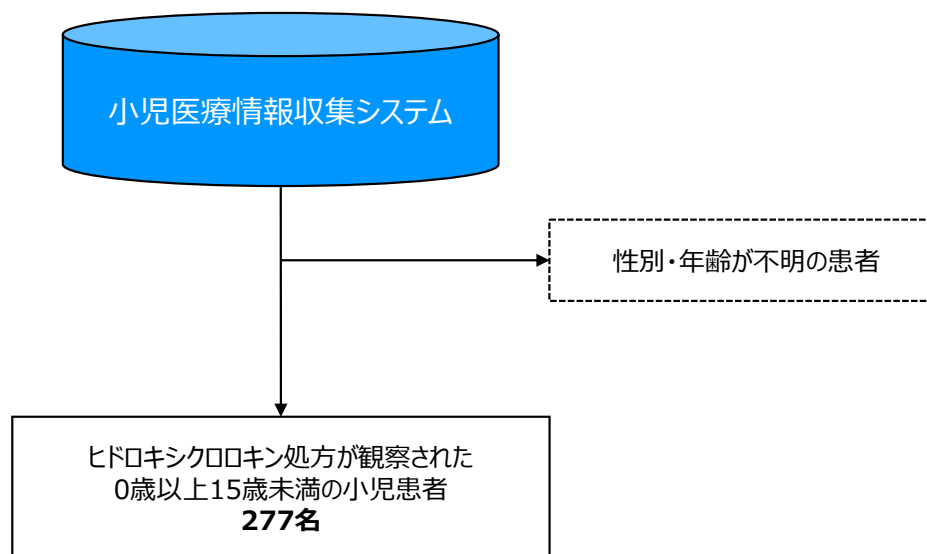 小児医療情報収集システム
性別・年齢が不明の患者
ヒドロキシクロロキン処方が観察された
0歳以上15歳未満の小児患者
277名